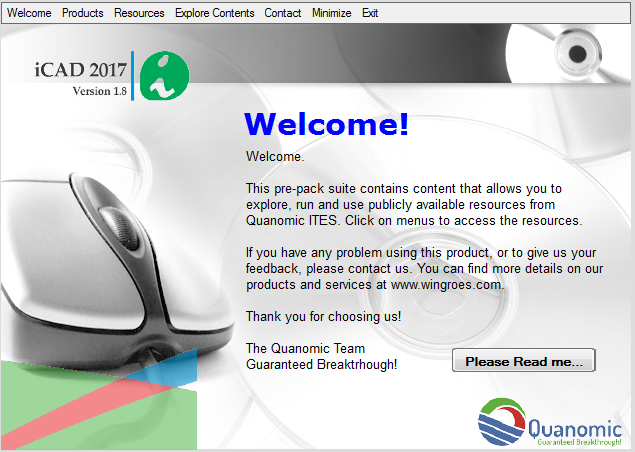 Welcome Products Resources Explore Contents Contact Minimize Exit
iCAD 2017
Version 1.8
i
Welcome!
Welcome.
This pre-pack suite contains content that allows you to
explore, run and use publicly available resources from
Quanomic ITES. Click on menus to access the resources.
If you have any problem using this product, or to give us your
feedback, please contact us. You can find more details on our
products and services at www.wingroes.com.
Thank you for choosing us!
The Quanomic Team
Guaranteed Breaktrhough!
Please Read me...
Quanomic
Guaranteed Breakthrough!